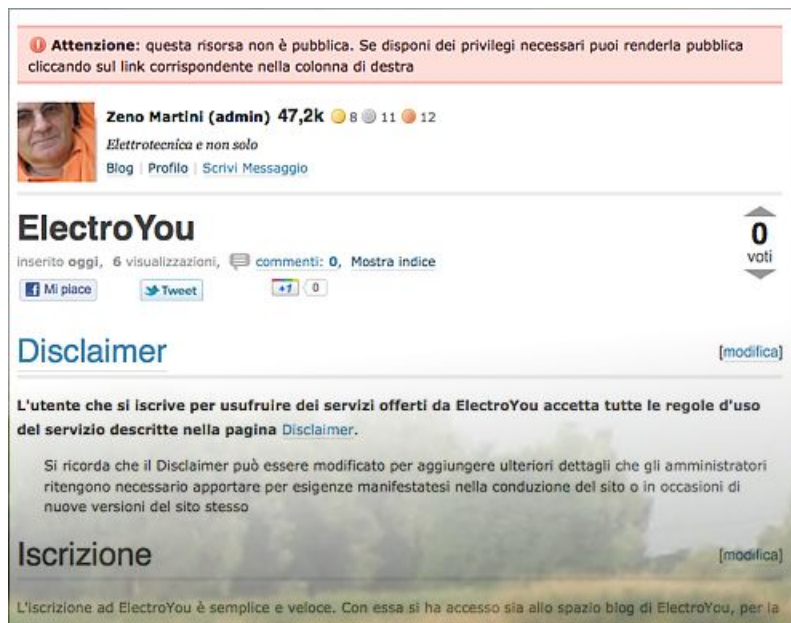 Attenzione: questa risorsa non è pubblica. Se disponi dei privilegi necessari puoi renderla pubblica
cliccando sul link corrispondente nella colonna di destra
Zeno Martini (admin) 47,2k 8 11 12
Elettrotecnica e non solo
Blog | Profilo | Scrivi Messaggio
ElectroYou
0
voti
inserito oggi, 6 visualizzazioni, commenti: 0, Mostra indice
Mi piace Tweet +1 0
Disclaimer [modifica]
L'utente che si iscrive per usufruire dei servizi offerti da ElectroYou accetta tutte le regole d'uso
del servizio descritte nella pagina Disclaimer.
Si ricorda che il Disclaimer può essere modificato per aggiungere ulteriori dettagli che gli amministratori
ritengono necessario apportare per esigenze manifestatesi nella conduzione del sito o in occasioni di
nuove versioni del sito stesso
Iscrizione [modifica]
L'iscrizione ad ElectroYou è semplice e veloce. Con essa si ha accesso sia allo spazio blog di ElectroYou, per la